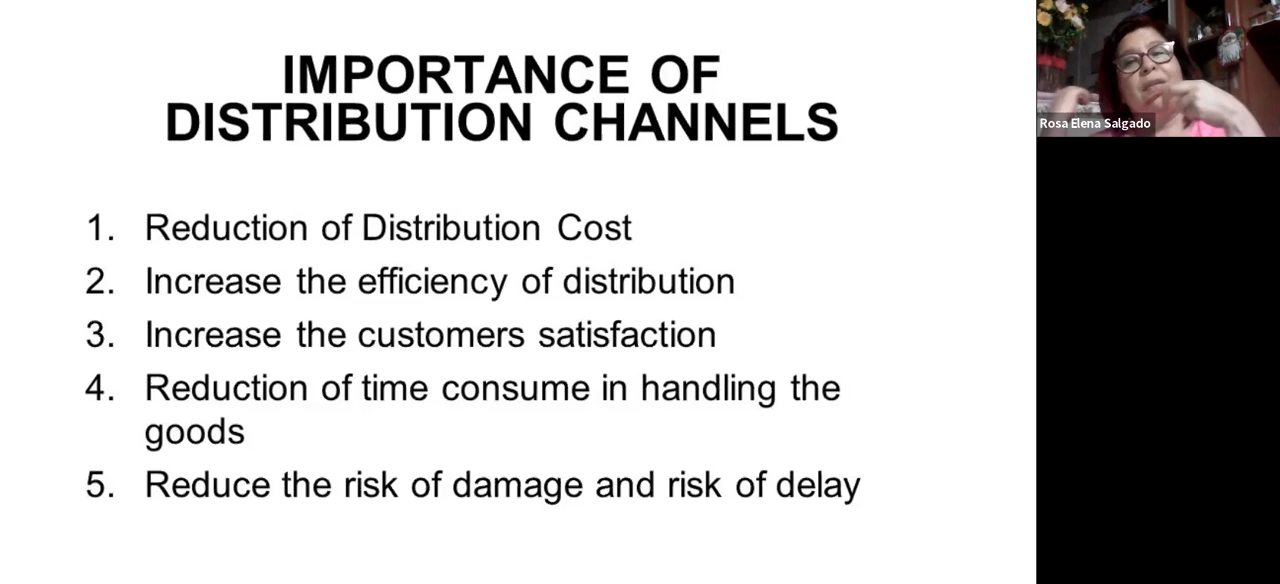 IMPORTANCE OF
DISTRIBUTION CHANNELS
1. Reduction of Distribution Cost
2. Increase the efficiency of distribution
3. Increase the customers satisfaction
4. Reduction of time consume in handling the
goods
5. Reduce the risk of damage and risk of delay
Rosa Elena Salgado